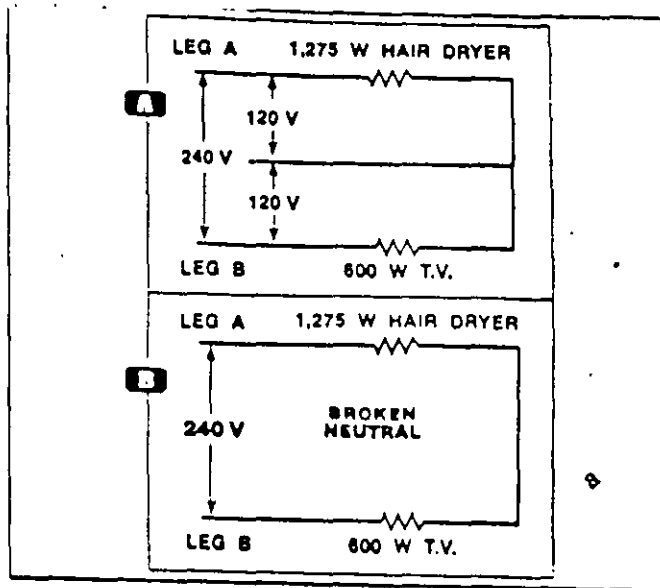 LEG A 1,275 W HAIR DRYER
A
120 V
240 V
120 V
LEG B 600 W T.V.
LEG A 1,275 W HAIR DRYER
B
BROKEN
240 V NEUTRAL
LEG B 600 W T.V.